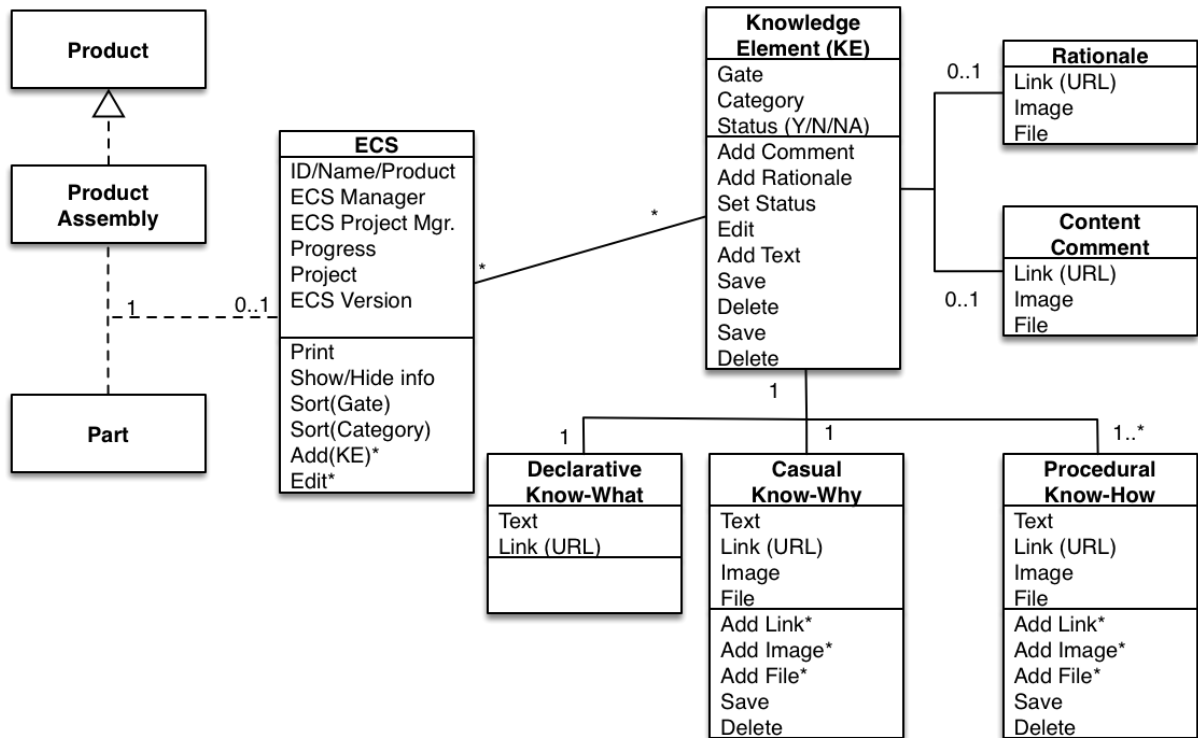 Product
Product
Assembly
1
0..1
Part
ECS
ID/Name/Product
ECS Manager
ECS Project Mgr.
Progress
Project
ECS Version
Print
Show/Hide info
Sort(Gate)
Sort(Category)
Add(KE)*
Edit*
*
*
Knowledge
Element (KE)
Gate
Category
Status (Y/N/NA)
Add Comment
Add Rationale
Set Status
Edit
Add Text
Save
Delete
Save
Delete
0..1
Rationale
Link (URL)
Image
File
0..1
Content
Comment
Link (URL)
Image
File
1
1
1
1..*
Declarative
Know-What
Text
Link (URL)
Casual
Know-Why
Text
Link (URL)
Image
File
Add Link*
Add Image*
Add File*
Save
Delete
Procedural
Know-How
Text
Link (URL)
Image
File
Add Link*
Add Image*
Add File*
Save
Delete